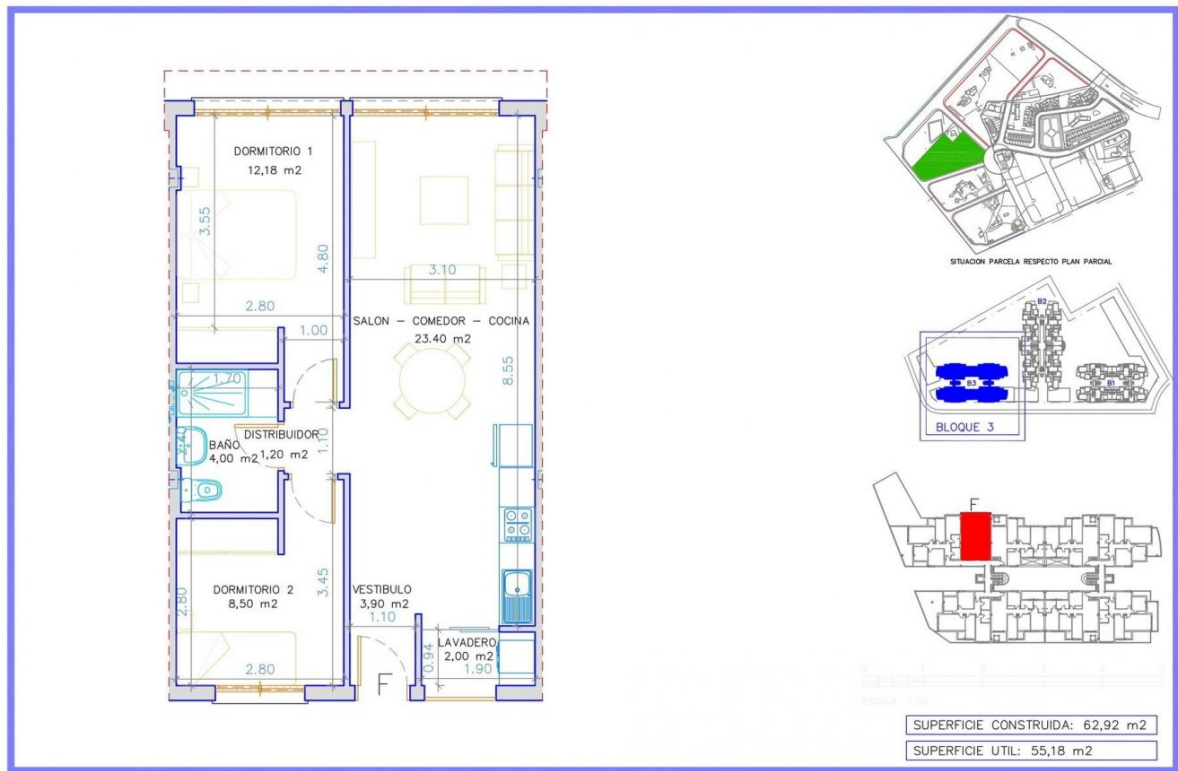 DORMITORIO 1
12,18 m2
3.55
4.80
2.80
1.00
3.10
SALON – COMEDOR – COCINA
23.40 m2
8.55
1.70
DISTRIBUIDOR
1,20 m2
BAÑO
4,00 m2
1.10
2.40
DORMITORIO 2
8,50 m2
2.80
3.45
2.80
VESTIBULO
3,90 m2
1.10
LAVADERO
2,00 m2
0.94
1.90
F
SITUACION PARCELA RESPECTO PLAN PARCIAL
B2
B3
B1
BLOQUE 3
F
SUPERFICIE CONSTRUIDA: 62,92 m2
SUPERFICIE UTIL: 55,18 m2